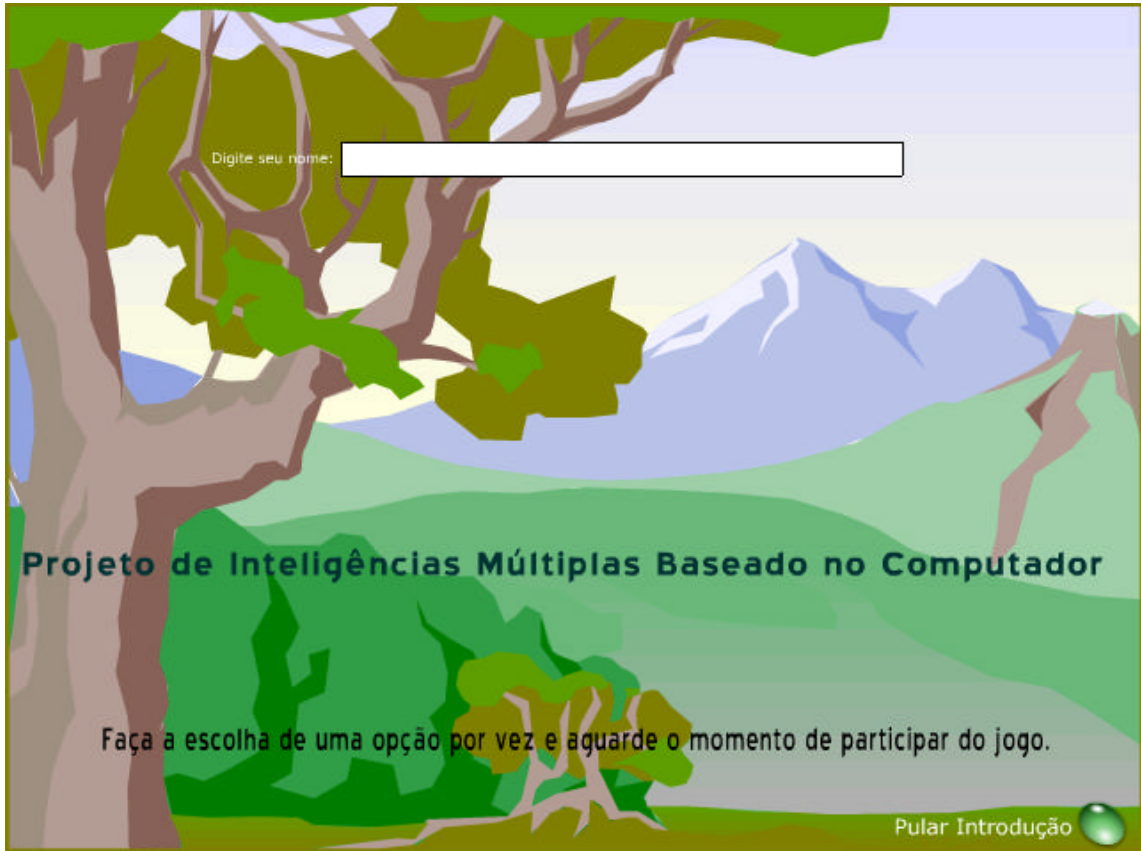 Digite seu nome:
Projeto de Inteligências Múltiplas Baseado no Computador
Faça a escolha de uma opção por vez e aguarde o momento de participar do jogo.
Pular Introdução